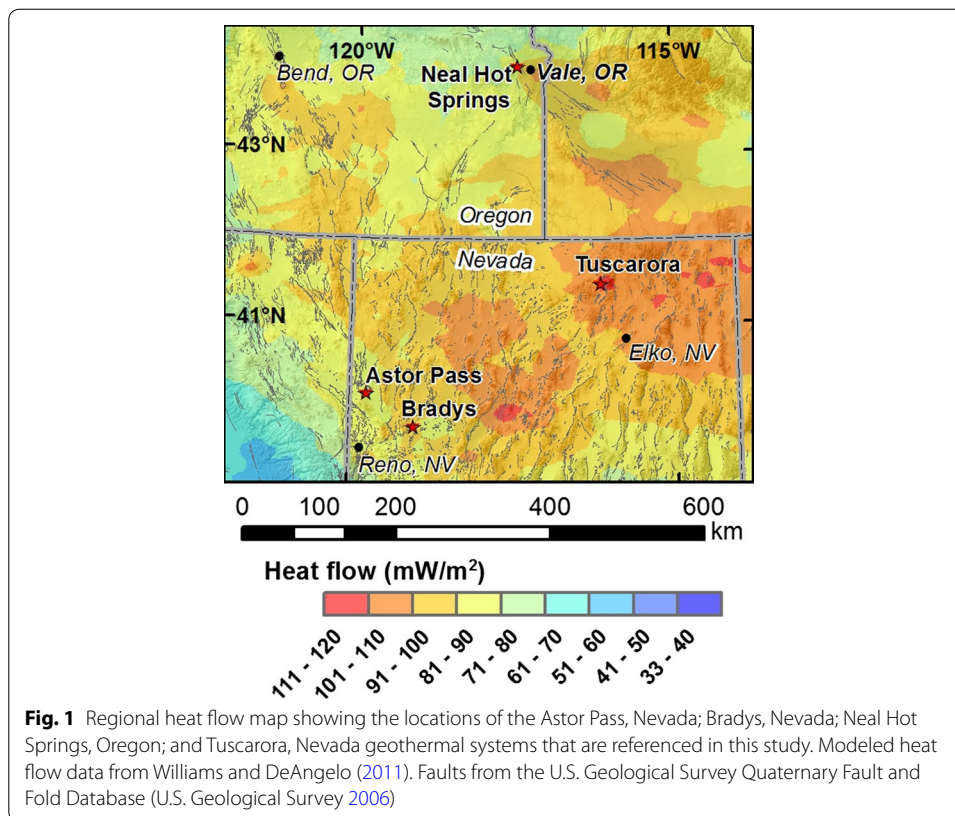 120°W 115°W
Bend, OR
Neal Hot Springs
Vale, OR
43°N
Oregon
Nevada
Tuscarora
41°N
Elko, NV
Astor Pass
Bradys
Reno, NV
0 100 200 400 600
km
Heat flow (mW/m²)
111 - 120 101 - 110 91 - 100 81 - 90 71 - 80 61 - 70 51 - 60 41 - 50 33 - 40
Fig. 1 Regional heat flow map showing the locations of the Astor Pass, Nevada; Bradys, Nevada; Neal Hot
Springs, Oregon; and Tuscarora, Nevada geothermal systems that are referenced in this study. Modeled heat
flow data from Williams and DeAngelo (2011). Faults from the U.S. Geological Survey Quaternary Fault and
Fold Database (U.S. Geological Survey 2006)